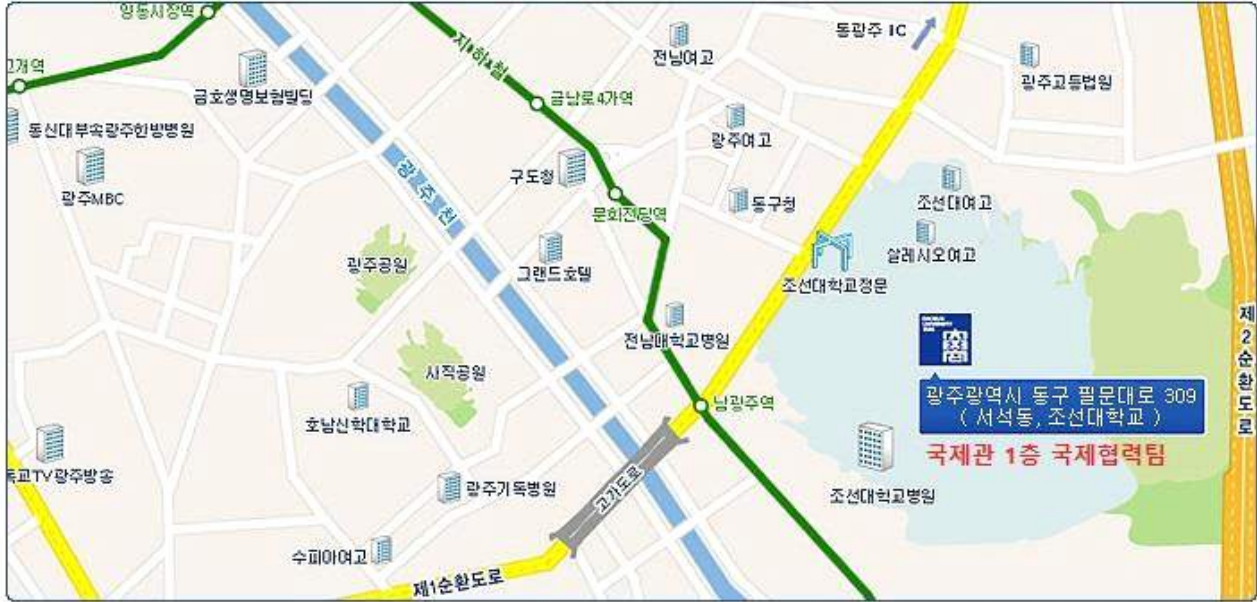 양동시장역
동광주 IC
전남여고
광주고등법원
지하철
금남로4가역
금호생명보험빌딩
동신대부속광주한방병원
광주여고
광주MBC
구도청
광주천
문화전당역
동구청
조선대여고
살레시오여고
광주공원
그랜드호텔
조선대학교정문
제2순환도로
전남대학교병원
사직공원
광주광역시 동구 필문대로 309
( 서석동, 조선대학교 )
남광주역
호남신학대학교
국제관 1층 국제협력팀
독교TV광주방송
광주기독병원
고가도로
조선대학교병원
수피아여고
제1순환도로